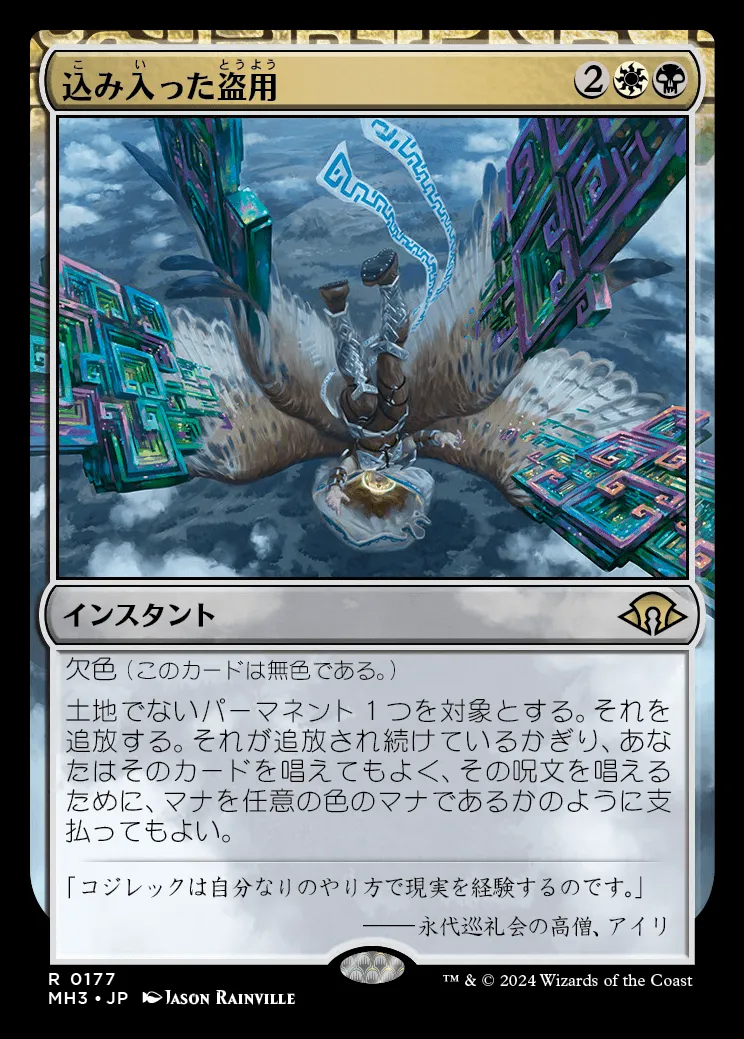 込み入った盗用
こ い とうよう
2
インスタント
欠色（このカードは無色である。）
土地でないパーマネント１つを対象とする。それを
追放する。それが追放され続けているかぎり、あな
たはそのカードを唱えてもよく、その呪文を唱える
ために、マナを任意の色のマナであるかのように支
払ってもよい。
「コジレックは自分なりのやり方で現実を経験するのです。」
——永代巡礼会の高僧、アイリ
R 0177
MH3 • JP JASON RAINVILLE
™ & © 2024 Wizards of the Coast